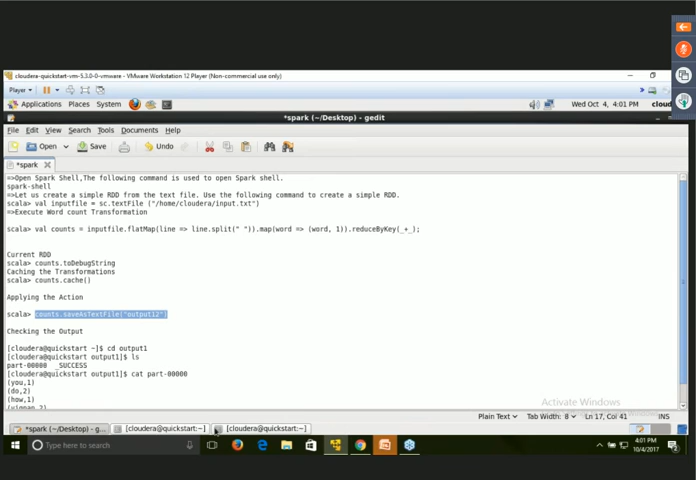 cloudera-quickstart-vm-5.3.0-0-vmware - VMware Workstation 12 Player (Non-commercial use only)
Player
Applications Places System
Wed Oct 4, 4:01 PM cloud
*spark (~/Desktop) - gedit
File Edit View Search Tools Documents Help
Open Save Undo
*spark
=>Open Spark Shell,The following command is used to open Spark shell.
spark-shell
=>Let us create a simple RDD from the text file. Use the following command to create a simple RDD.
scala> val inputfile = sc.textFile ("/home/cloudera/input.txt")
=>Execute Word count Transformation
scala> val counts = inputfile.flatMap(line => line.split(" ")).map(word => (word, 1)).reduceByKey(_+_);
Current RDD
scala> counts.toDebugString
Caching the Transformations
scala> counts.cache()
Applying the Action
scala> counts.saveAsTextFile("output12")
Checking the Output
[cloudera@quickstart ~]$ cd output1
[cloudera@quickstart output1]$ ls
part-00000 _SUCCESS
[cloudera@quickstart output1]$ cat part-00000
(you,1)
(do,2)
(how,1)
Activate Windows
Plain Text Tab Width: 8 Ln 17, Col 41 INS
*spark (~/Desktop) - g... [cloudera@quickstart:~] [cloudera@quickstart:~]
Type here to search
4:01 PM
10/4/2017